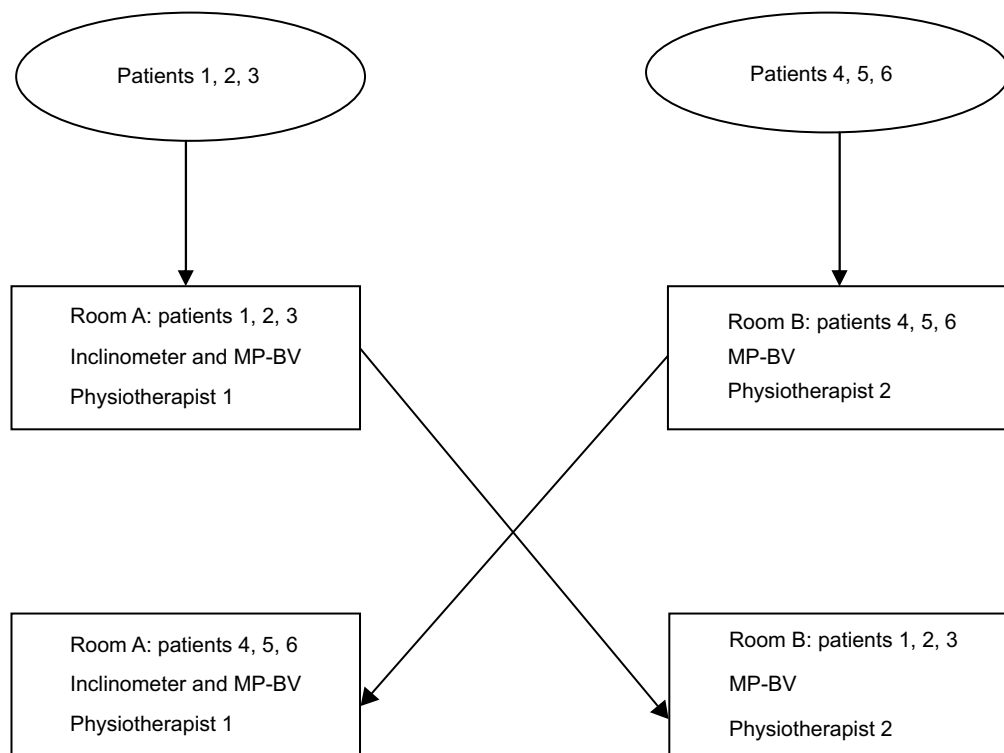 Patients 1, 2, 3
Patients 4, 5, 6
Room A: patients 1, 2, 3
Inclinometer and MP-BV
Physiotherapist 1
Room B: patients 4, 5, 6
MP-BV
Physiotherapist 2
Room A: patients 4, 5, 6
Inclinometer and MP-BV
Physiotherapist 1
Room B: patients 1, 2, 3
MP-BV
Physiotherapist 2